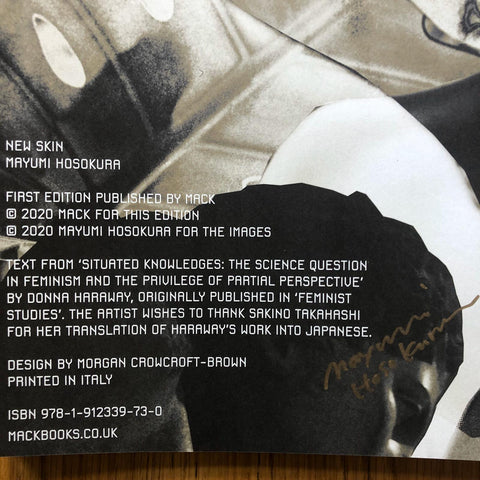 NEW SKIN
MAYUMI HOSOKURA
FIRST EDITION PUBLISHED BY MACK
© 2020 MACK FOR THIS EDITION
© 2020 MAYUMI HOSOKURA FOR THE IMAGES
TEXT FROM ‘SITUATED KNOWLEDGES: THE SCIENCE QUESTION
IN FEMINISM AND THE PRIVILEGE OF PARTIAL PERSPECTIVE’
BY DONNA HARAWAY, ORIGINALLY PUBLISHED IN ‘FEMINIST
STUDIES’. THE ARTIST WISHES TO THANK SAKINO TAKAHASHI
FOR HER TRANSLATION OF HARAWAY’S WORK INTO JAPANESE.
DESIGN BY MORGAN CROWCROFT-BROWN
PRINTED IN ITALY
ISBN 978-1-912339-73-0
MACKBOOKS.CO.UK
Mayumi
Hosokura